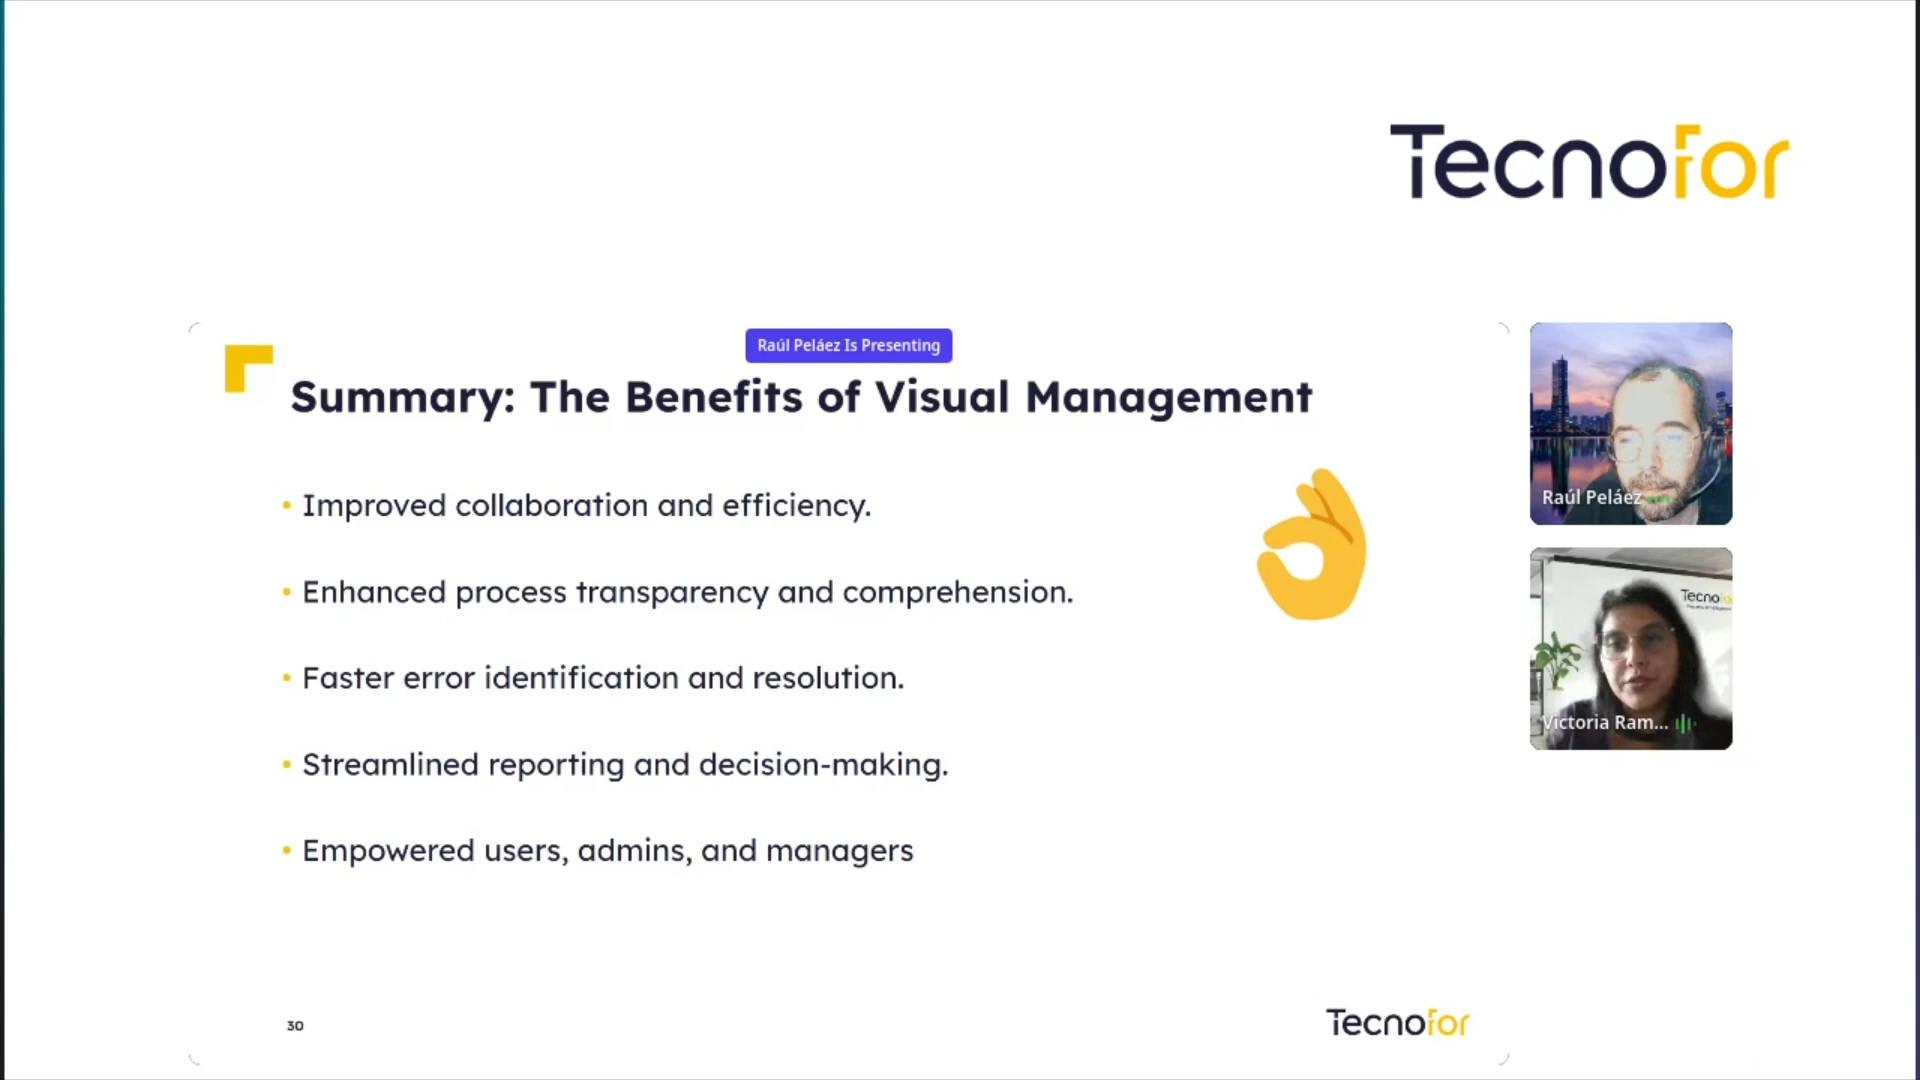 Tecnofor
Raúl Peláez Is Presenting
Summary: The Benefits of Visual Management
• Improved collaboration and efficiency.
• Enhanced process transparency and comprehension.
• Faster error identification and resolution.
• Streamlined reporting and decision-making.
• Empowered users, admins, and managers
30
Tecnofor
Raúl Peláez
Tecnofor
Victoria Ram...